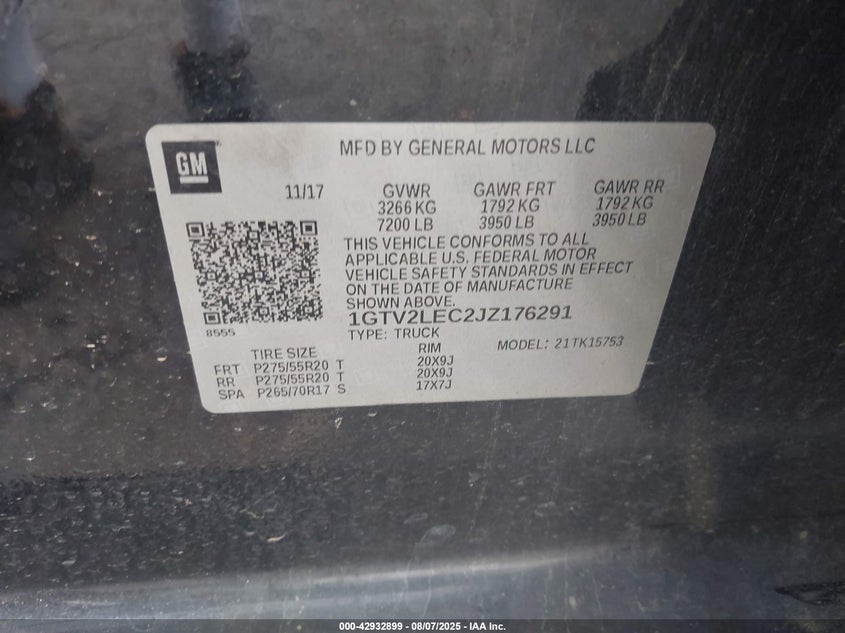 GM
MFD BY GENERAL MOTORS LLC
11/17
GVWR GAWR FRT GAWR RR
3266 KG 1792 KG 1792 KG
7200 LB 3950 LB 3950 LB
THIS VEHICLE CONFORMS TO ALL
APPLICABLE U.S. FEDERAL MOTOR
VEHICLE SAFETY STANDARDS IN EFFECT
ON THE DATE OF MANUFACTURE
SHOWN ABOVE.
8555
1GTV2LEC2JZ176291
TYPE: TRUCK
MODEL: 21TK15753
TIRE SIZE RIM
FRT P275/55R20 T 20X9J
RR P275/55R20 T 20X9J
SPA P265/70R17 S 17X7J
000-42932899 - 08/07/2025 - IAA Inc.